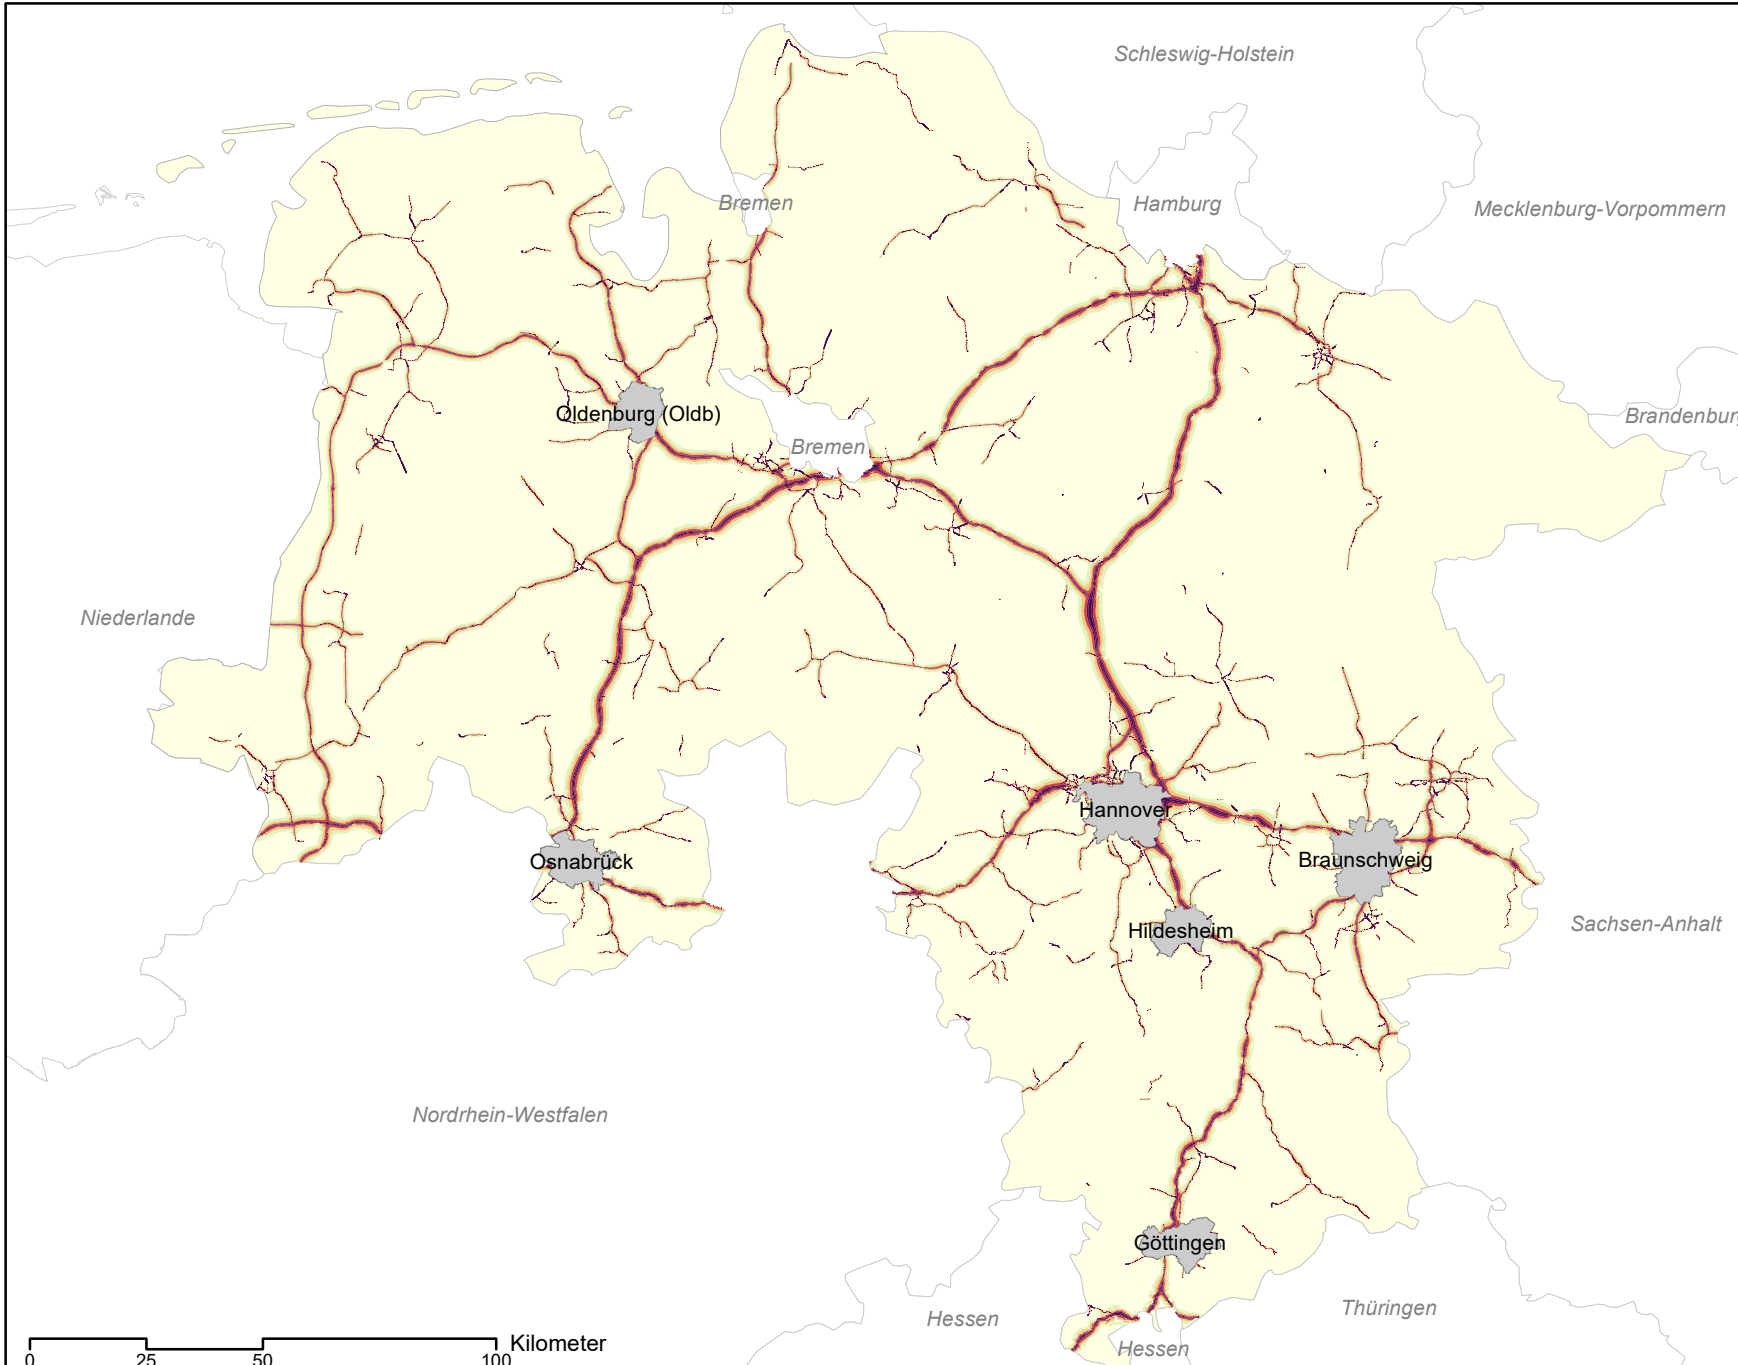 Schleswig-Holstein
Bremen
Hamburg
Mecklenburg-Vorpommern
Oldenburg (Oldb)
Brandenburg
Bremen
Niederlande
Hannover
Osnabrück
Braunschweig
Hildesheim
Sachsen-Anhalt
Nordrhein-Westfalen
Göttingen
Hessen
Thüringen
Hessen
Kilometer
0 25 50 100